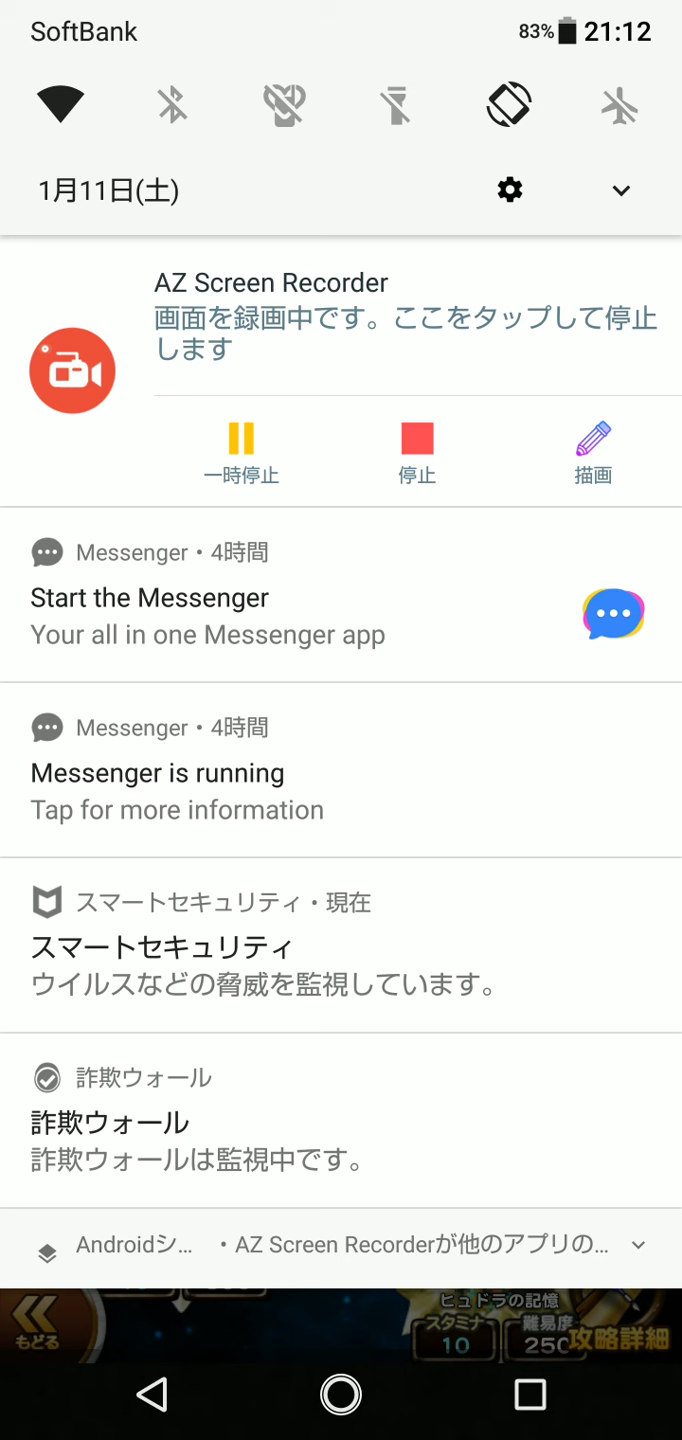 SoftBank 83% 21:12
1月11日(土)
AZ Screen Recorder
画面を録画中です。ここをタップして停止
します
一時停止 停止 描画
Messenger・4時間
Start the Messenger
Your all in one Messenger app
Messenger・4時間
Messenger is running
Tap for more information
スマートセキュリティ・現在
スマートセキュリティ
ウイルスなどの脅威を監視しています。
詐欺ウォール
詐欺ウォール
詐欺ウォールは監視中です。
Androidシ... ・AZ Screen Recorderが他のアプリの...
ヒュドラの記憶
もどる スタミナ 難易度
10 250 攻略詳細